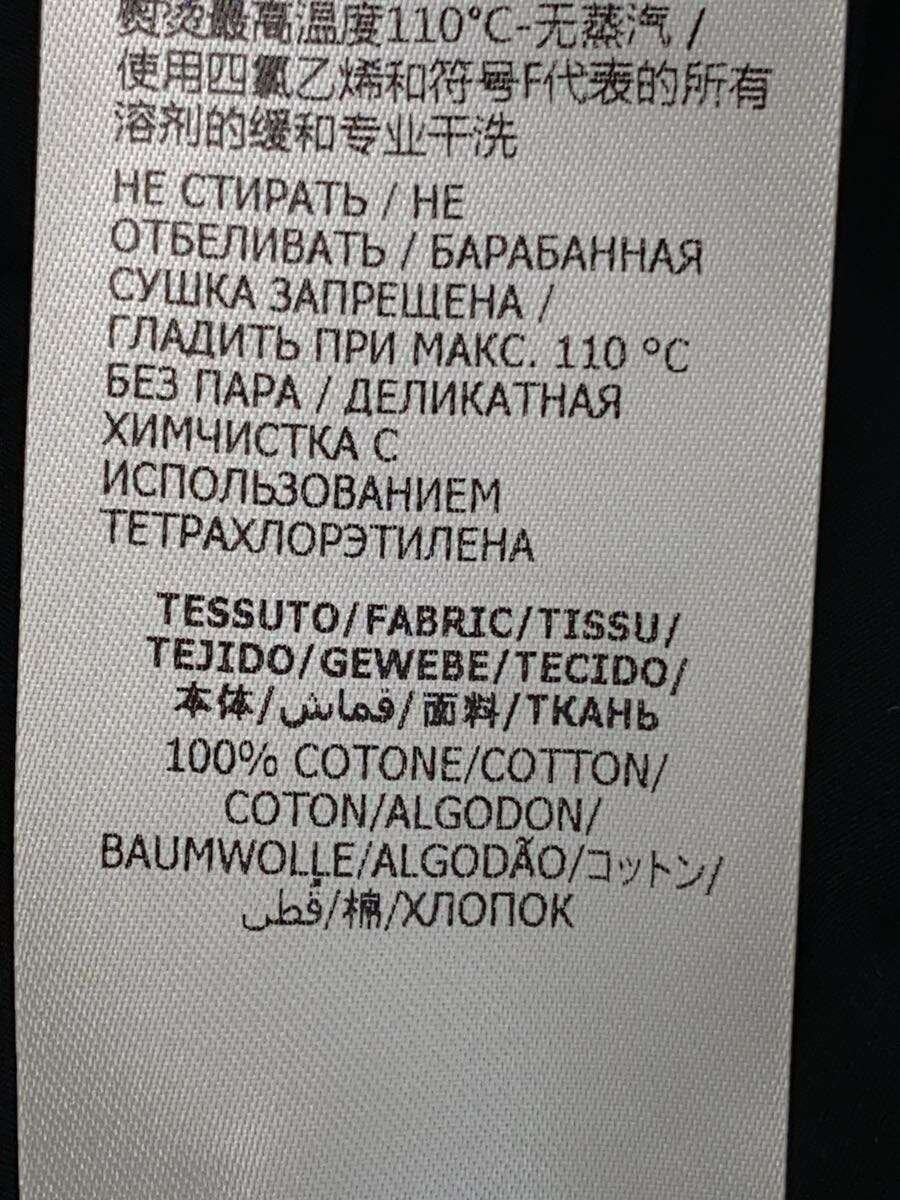 熨烫最高温度110°C-无蒸汽 /
使用四氯乙烯和符号F代表的所有
溶剂的缓和专业干洗
НЕ СТИРАТЬ / НЕ
ОТБЕЛИВАТЬ / БАРАБАННАЯ
СУШКА ЗАПРЕЩЕНА /
ГЛАДИТЬ ПРИ МАКС. 110 °C
БЕЗ ПАРА / ДЕЛИКАТНАЯ
ХИМЧИСТКА С
ИСПОЛЬЗОВАНИЕМ
ТЕТРАХЛОРЭТИЛЕНА
TESSUTO/FABRIC/TISSU/
TEJIDO/GEWEBE/TECIDO/
本体/قماش/面料/ТКАНЬ
100% COTONE/COTTON/
COTON/ALGODON/
BAUMWOLLE/ALGODÃO/コットン/
قُطِن/棉/ХЛОПОК